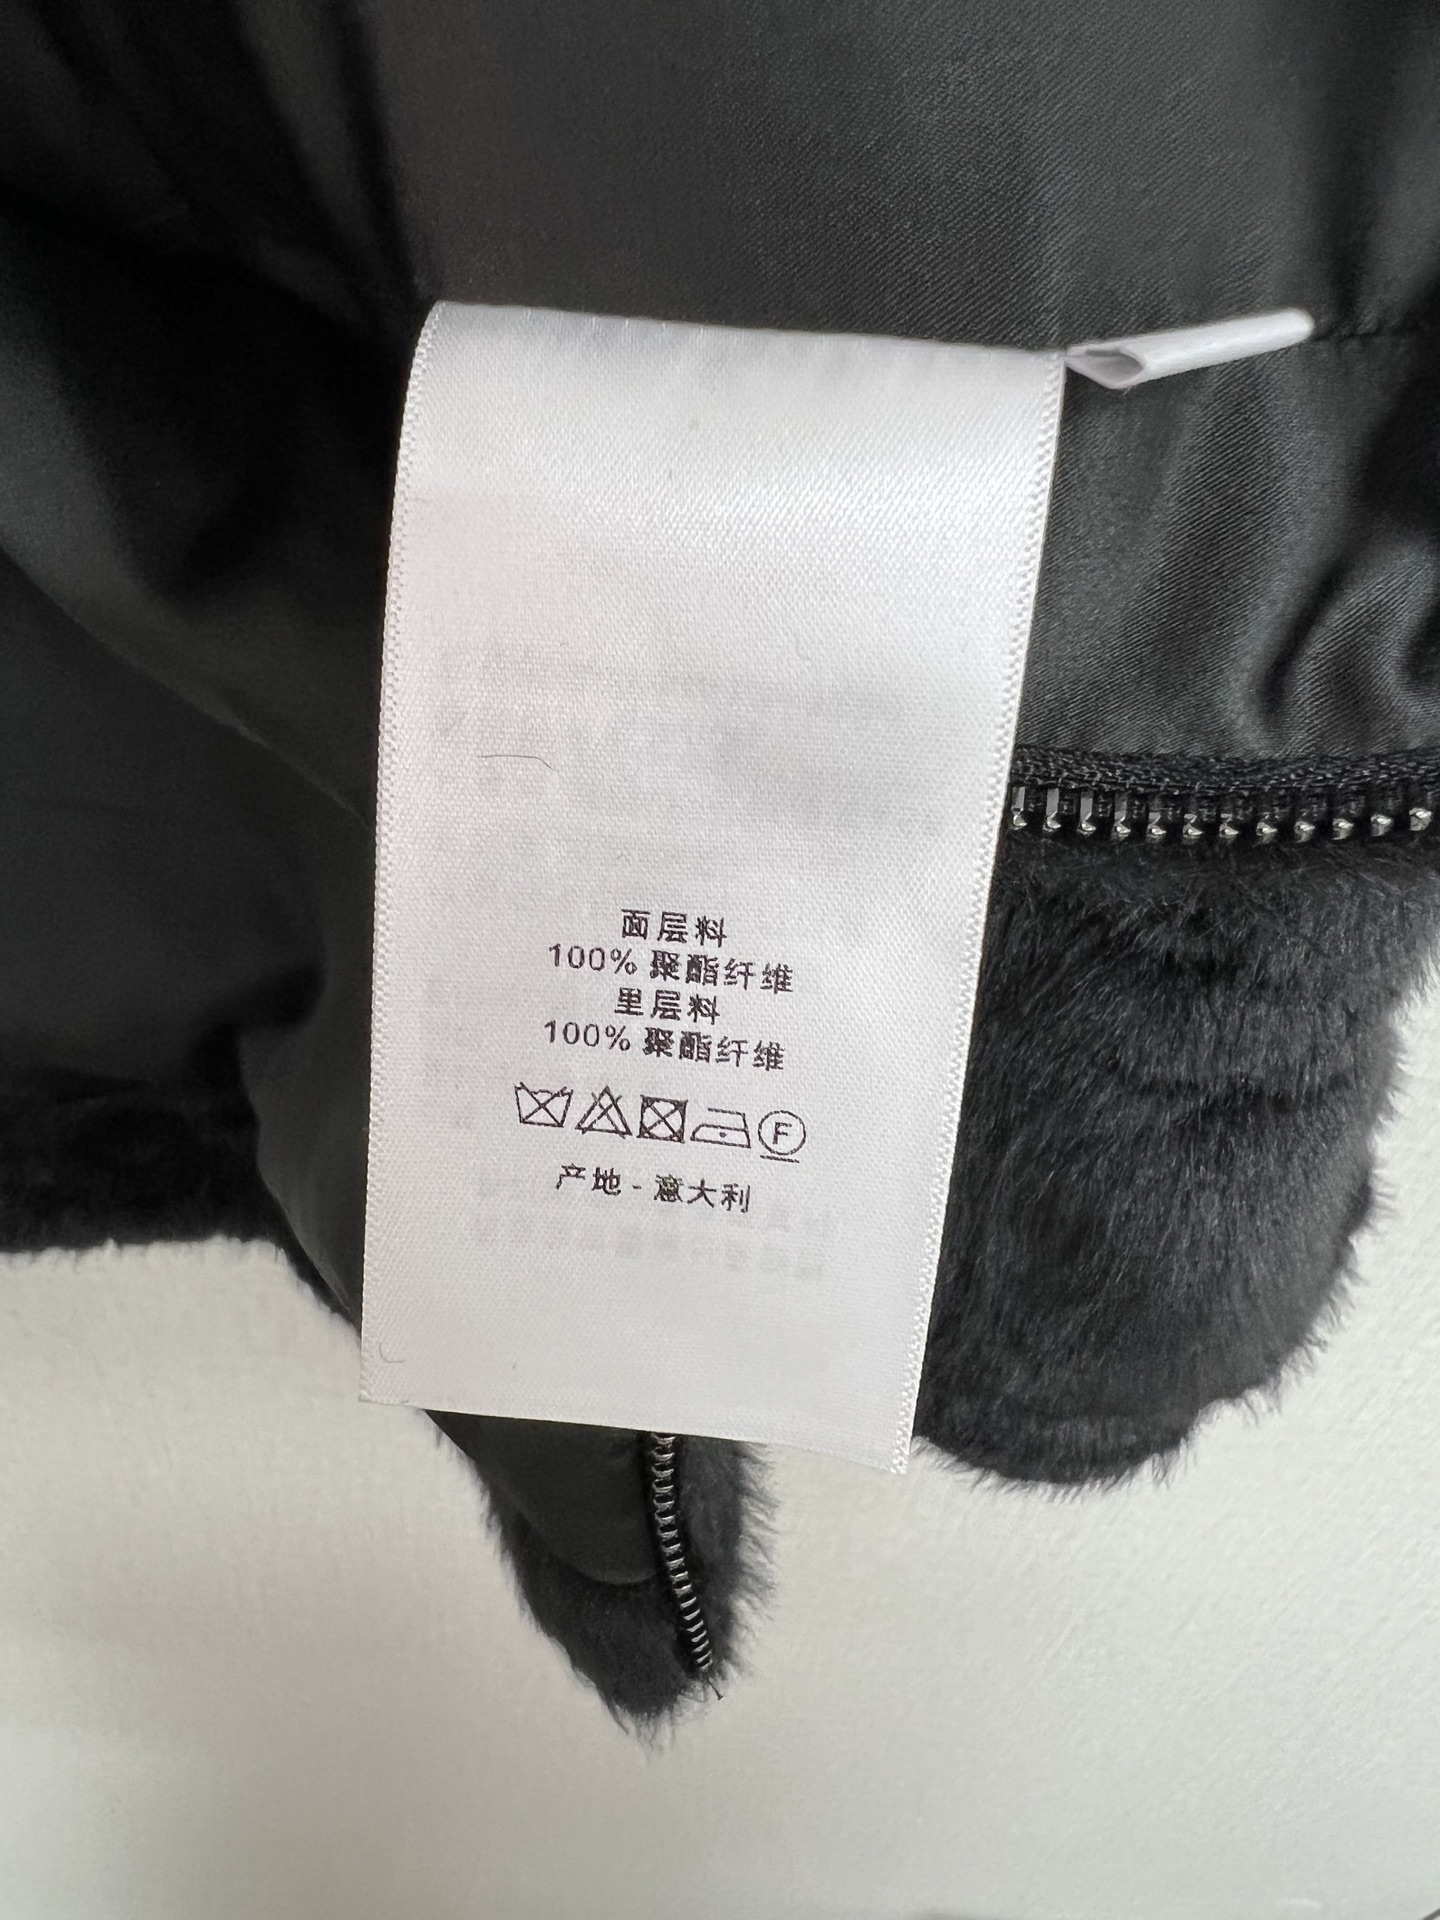 面层料
100% 聚酯纤维
里层料
100% 聚酯纤维
F
产地 - 意大利